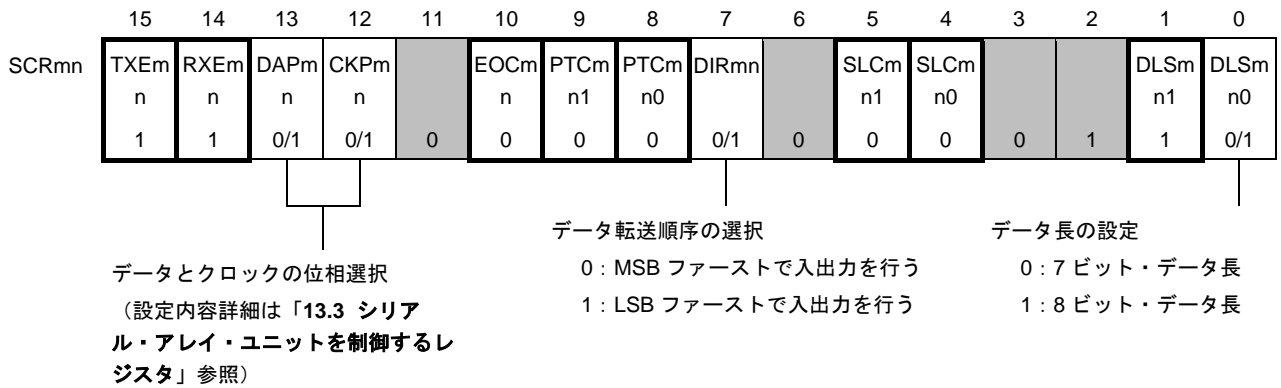 15 14 13 12 11 10 9 8 7 6 5 4 3 2 1 0
SCRmn TXEm RXEm DAPm CKPm EOCm PTCm PTCm DIRmn SLCm SLCm DLSm DLSm
n n n n n n1 n0 n1 n0 n1 n0
1 1 0/1 0/1 0 0 0 0 0/1 0 0 0 0 1 1 0/1
データとクロックの位相選択
（設定内容詳細は「13.3 シリア
ル・アレイ・ユニットを制御するレ
ジスタ」参照）
データ転送順序の選択
0：MSB ファーストで入出力を行う
1：LSB ファーストで入出力を行う
データ長の設定
0：7 ビット・データ長
1：8 ビット・データ長